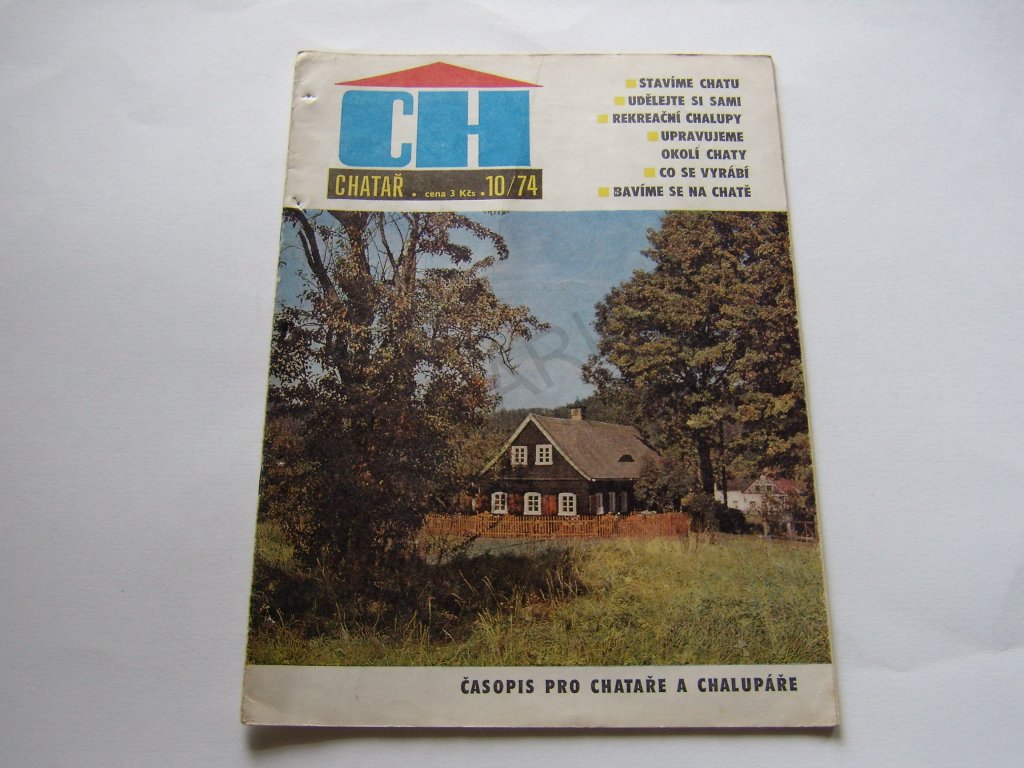 CH
CHATAŘ • cena 3 Kčs • 10/74
STAVÍME CHATU
UDĚLEJTE SI SAMI
REKREAČNÍ CHALUPY
UPRAVUJEME
OKOLÍ CHATY
CO SE VYRÁBÍ
BAVÍME SE NA CHATĚ
ČASOPIS PRO CHATAŘE A CHALUPÁŘE